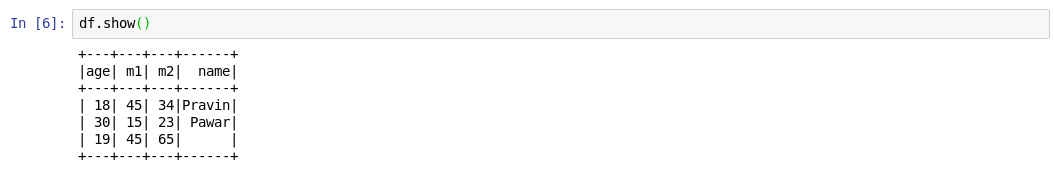 In [6]: df.show()
+---+---+---+------+
|age| m1| m2|  name|
+---+---+---+------+
| 18| 45| 34|Pravin|
| 30| 15| 23| Pawar|
| 19| 45| 65|      |
+---+---+---+------+